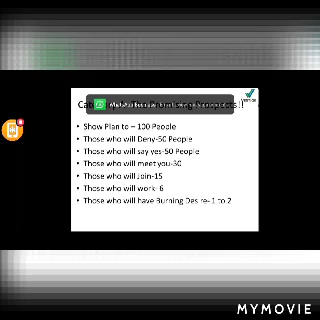 Show Plan to – 100 People
Those who will Deny-50 People
Those who will say yes-50 People
Those who will meet you-30
Those who will Join-15
Those who will work- 6
Those who will have Burning Desire- 1 to 2
MYMOVIE